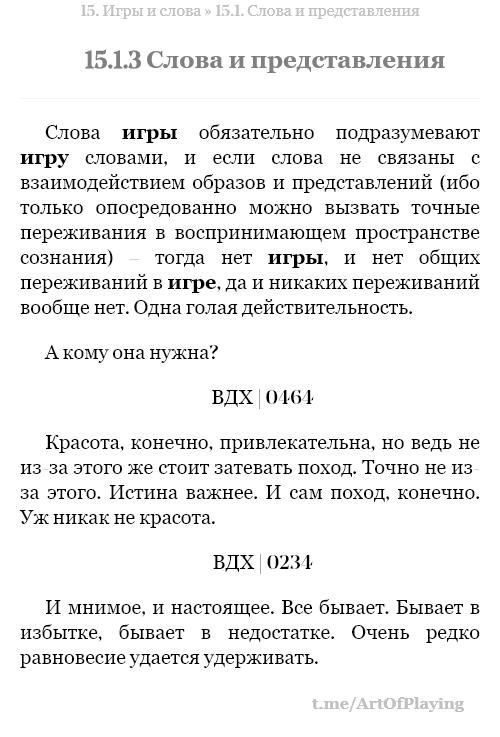 15. Игры и слова » 15.1. Слова и представления
15.1.3 Слова и представления
Слова игры обязательно подразумевают
игру словами, и если слова не связаны с
взаимодействием образов и представлений (ибо
только опосредованно можно вызвать точные
переживания в воспринимающем пространстве
сознания) – тогда нет игры, и нет общих
переживаний в игре, да и никаких переживаний
вообще нет. Одна голая действительность.
А кому она нужна?
ВДХ | 0464
Красота, конечно, привлекательна, но ведь не
из-за этого же стоит затевать поход. Точно не из-
за этого. Истина важнее. И сам поход, конечно.
Уж никак не красота.
ВДХ | 0234
И мнимое, и настоящее. Все бывает. Бывает в
избытке, бывает в недостатке. Очень редко
равновесие удается удерживать.
t.me/ArtOfPlaying